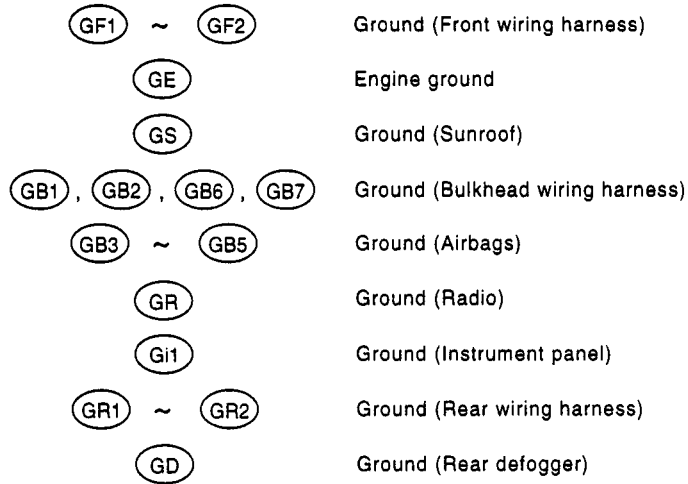 GF1 ~ GF2 Ground (Front wiring harness)
GE Engine ground
GS Ground (Sunroof)
GB1 , GB2 , GB6 , GB7 Ground (Bulkhead wiring harness)
GB3 ~ GB5 Ground (Airbags)
GR Ground (Radio)
Gi1 Ground (Instrument panel)
GR1 ~ GR2 Ground (Rear wiring harness)
GD Ground (Rear defogger)